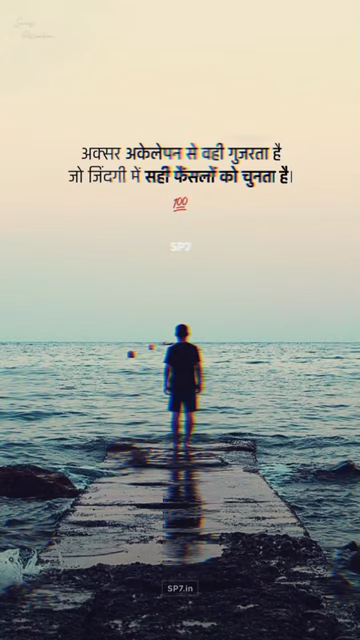 अक्सर अकेलेपन से वही गुजरता है
जो जिंदगी में सही फैंसलों को चुनता है।
💯
SP7
SP7.in